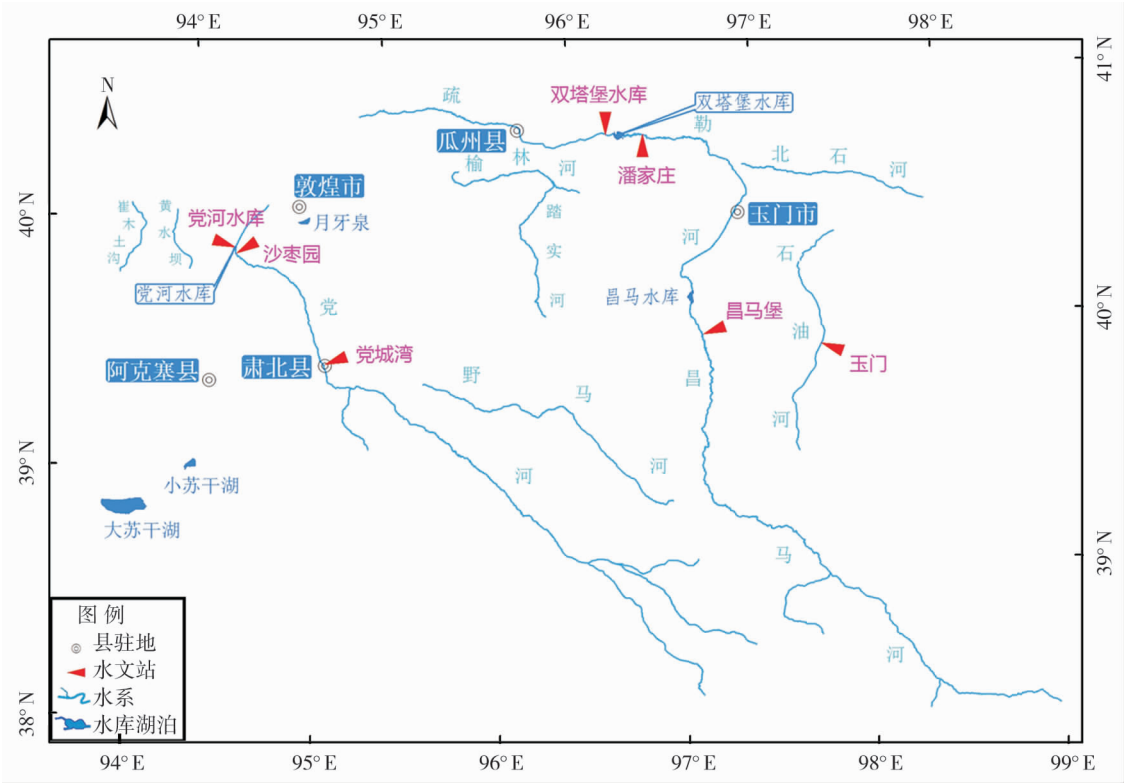 94° E 95° E 96° E 97° E 98° E
41° N
40° N
39° N
40° N
39° N
38° N
N
疏
双塔堡水库
双塔堡水库
勒
瓜州县
榆 林 河
潘家庄
北 石 河
敦煌市
月牙泉
崔木土沟
黄水坝
党河水库
沙枣园
党河水库
踏实河
玉门市
河
石
昌马水库
昌马堡
党
油
玉门
党城湾
肃北县
阿克塞县
野 马 河
昌
河
河
小苏干湖
大苏干湖
马
河
图 例
县驻地
水文站
水系
水库湖泊
94° E 95° E 96° E 97° E 98° E 99° E